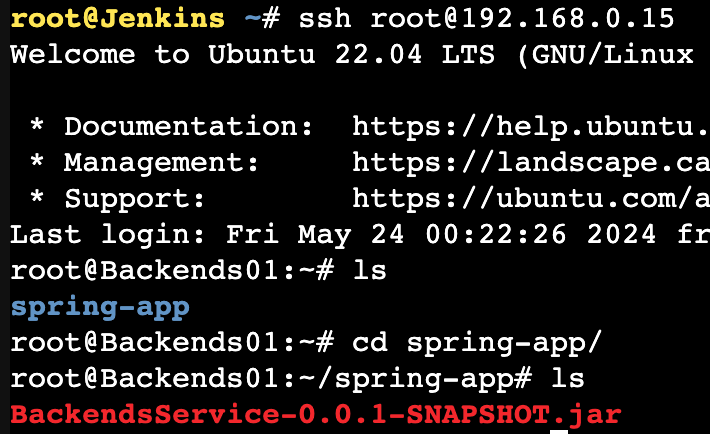 root@Jenkins ~# ssh root@192.168.0.15
Welcome to Ubuntu 22.04 LTS (GNU/Linux
* Documentation: https://help.ubuntu.
* Management: https://landscape.ca
* Support: https://ubuntu.com/a
Last login: Fri May 24 00:22:26 2024 fr
root@Backends01:~# ls
spring-app
root@Backends01:~# cd spring-app/
root@Backends01:~/spring-app# ls
BackendsService-0.0.1-SNAPSHOT.jar